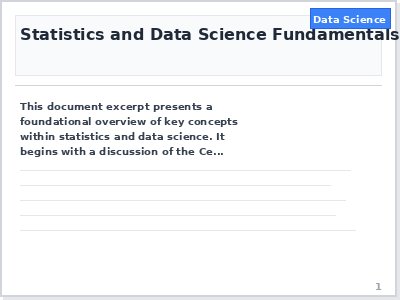 Data Science
Statistics and Data Science Fundamentals
This document excerpt presents a
foundational overview of key concepts
within statistics and data science. It
begins with a discussion of the Ce...
1